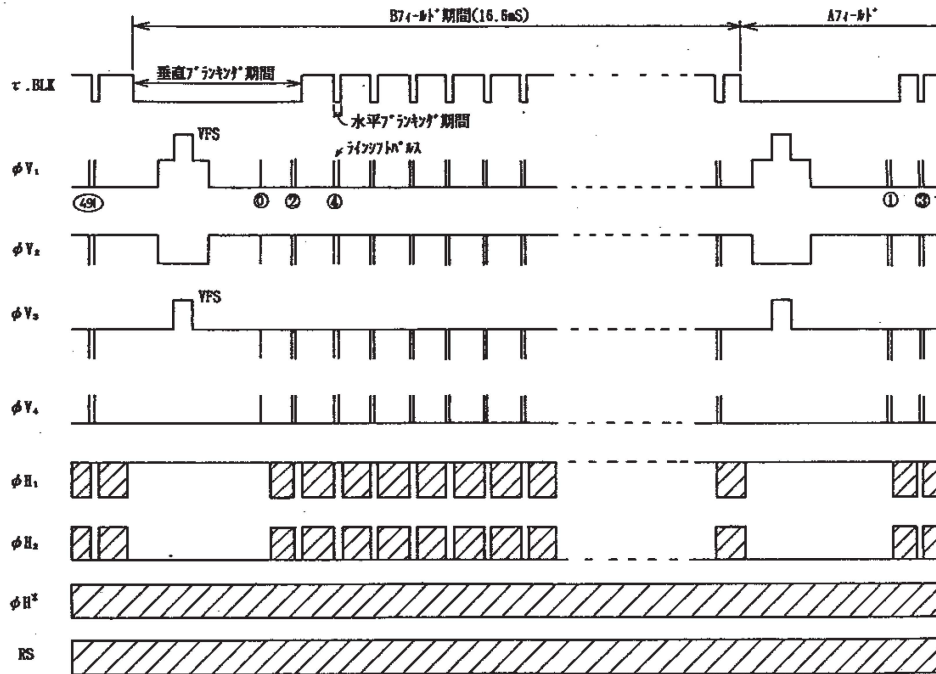 Bフィールド期間(16.6mS)
Aフィールド
τ.BLK
垂直ブランキング期間
水平ブランキング期間
VFS
ラインシフトパルス
φV₁
491
⓪
②
④
①
③
φV₂
VFS
φV₃
φV₄
φH₁
φH₂
φH*
RS